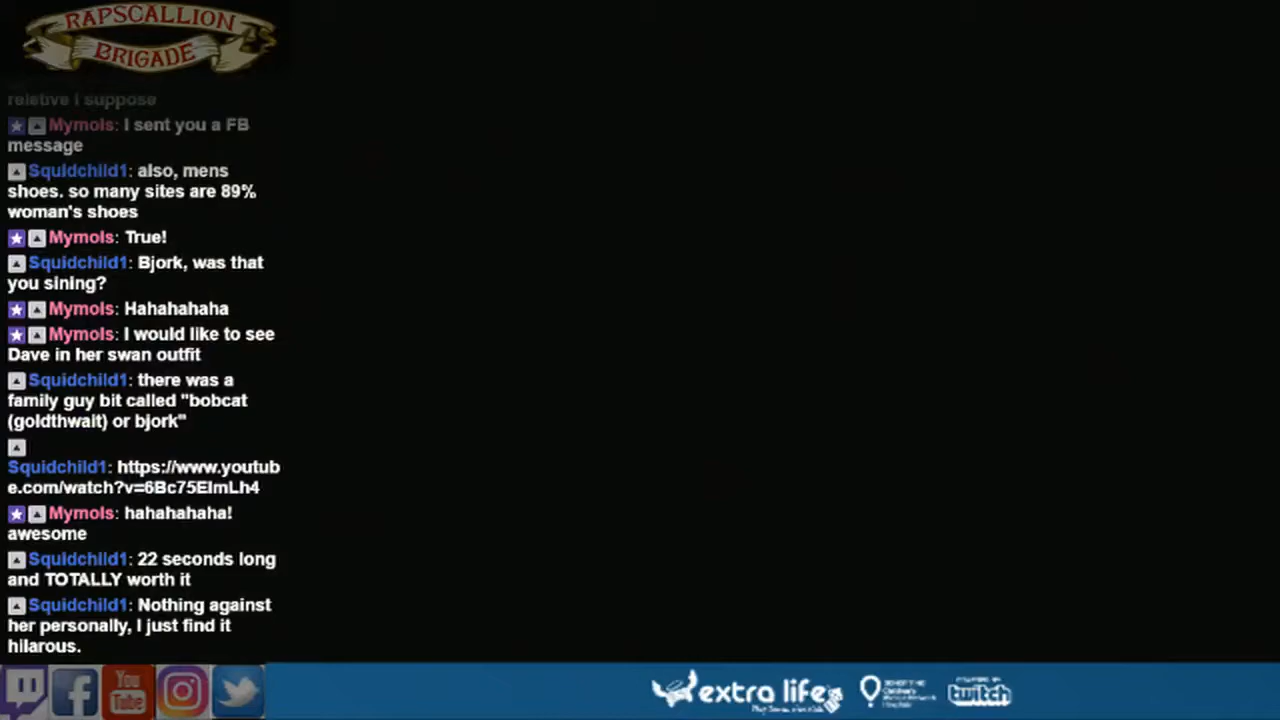 RAPSCALLION
BRIGADE
reletive I suppose
Mymols: I sent you a FB
message
Squidchild1: also, mens
shoes. so many sites are 89%
woman's shoes
Mymols: True!
Squidchild1: Bjork, was that
you sining?
Mymols: Hahahahaha
Mymols: I would like to see
Dave in her swan outfit
Squidchild1: there was a
family guy bit called "bobcat
(goldthwait) or bjork"
Squidchild1: https://www.youtub
e.com/watch?v=6Bc75EImLh4
Mymols: hahahahaha!
awesome
Squidchild1: 22 seconds long
and TOTALLY worth it
Squidchild1: Nothing against
her personally, I just find it
hilarous.
You
Tube
extra life
twitch